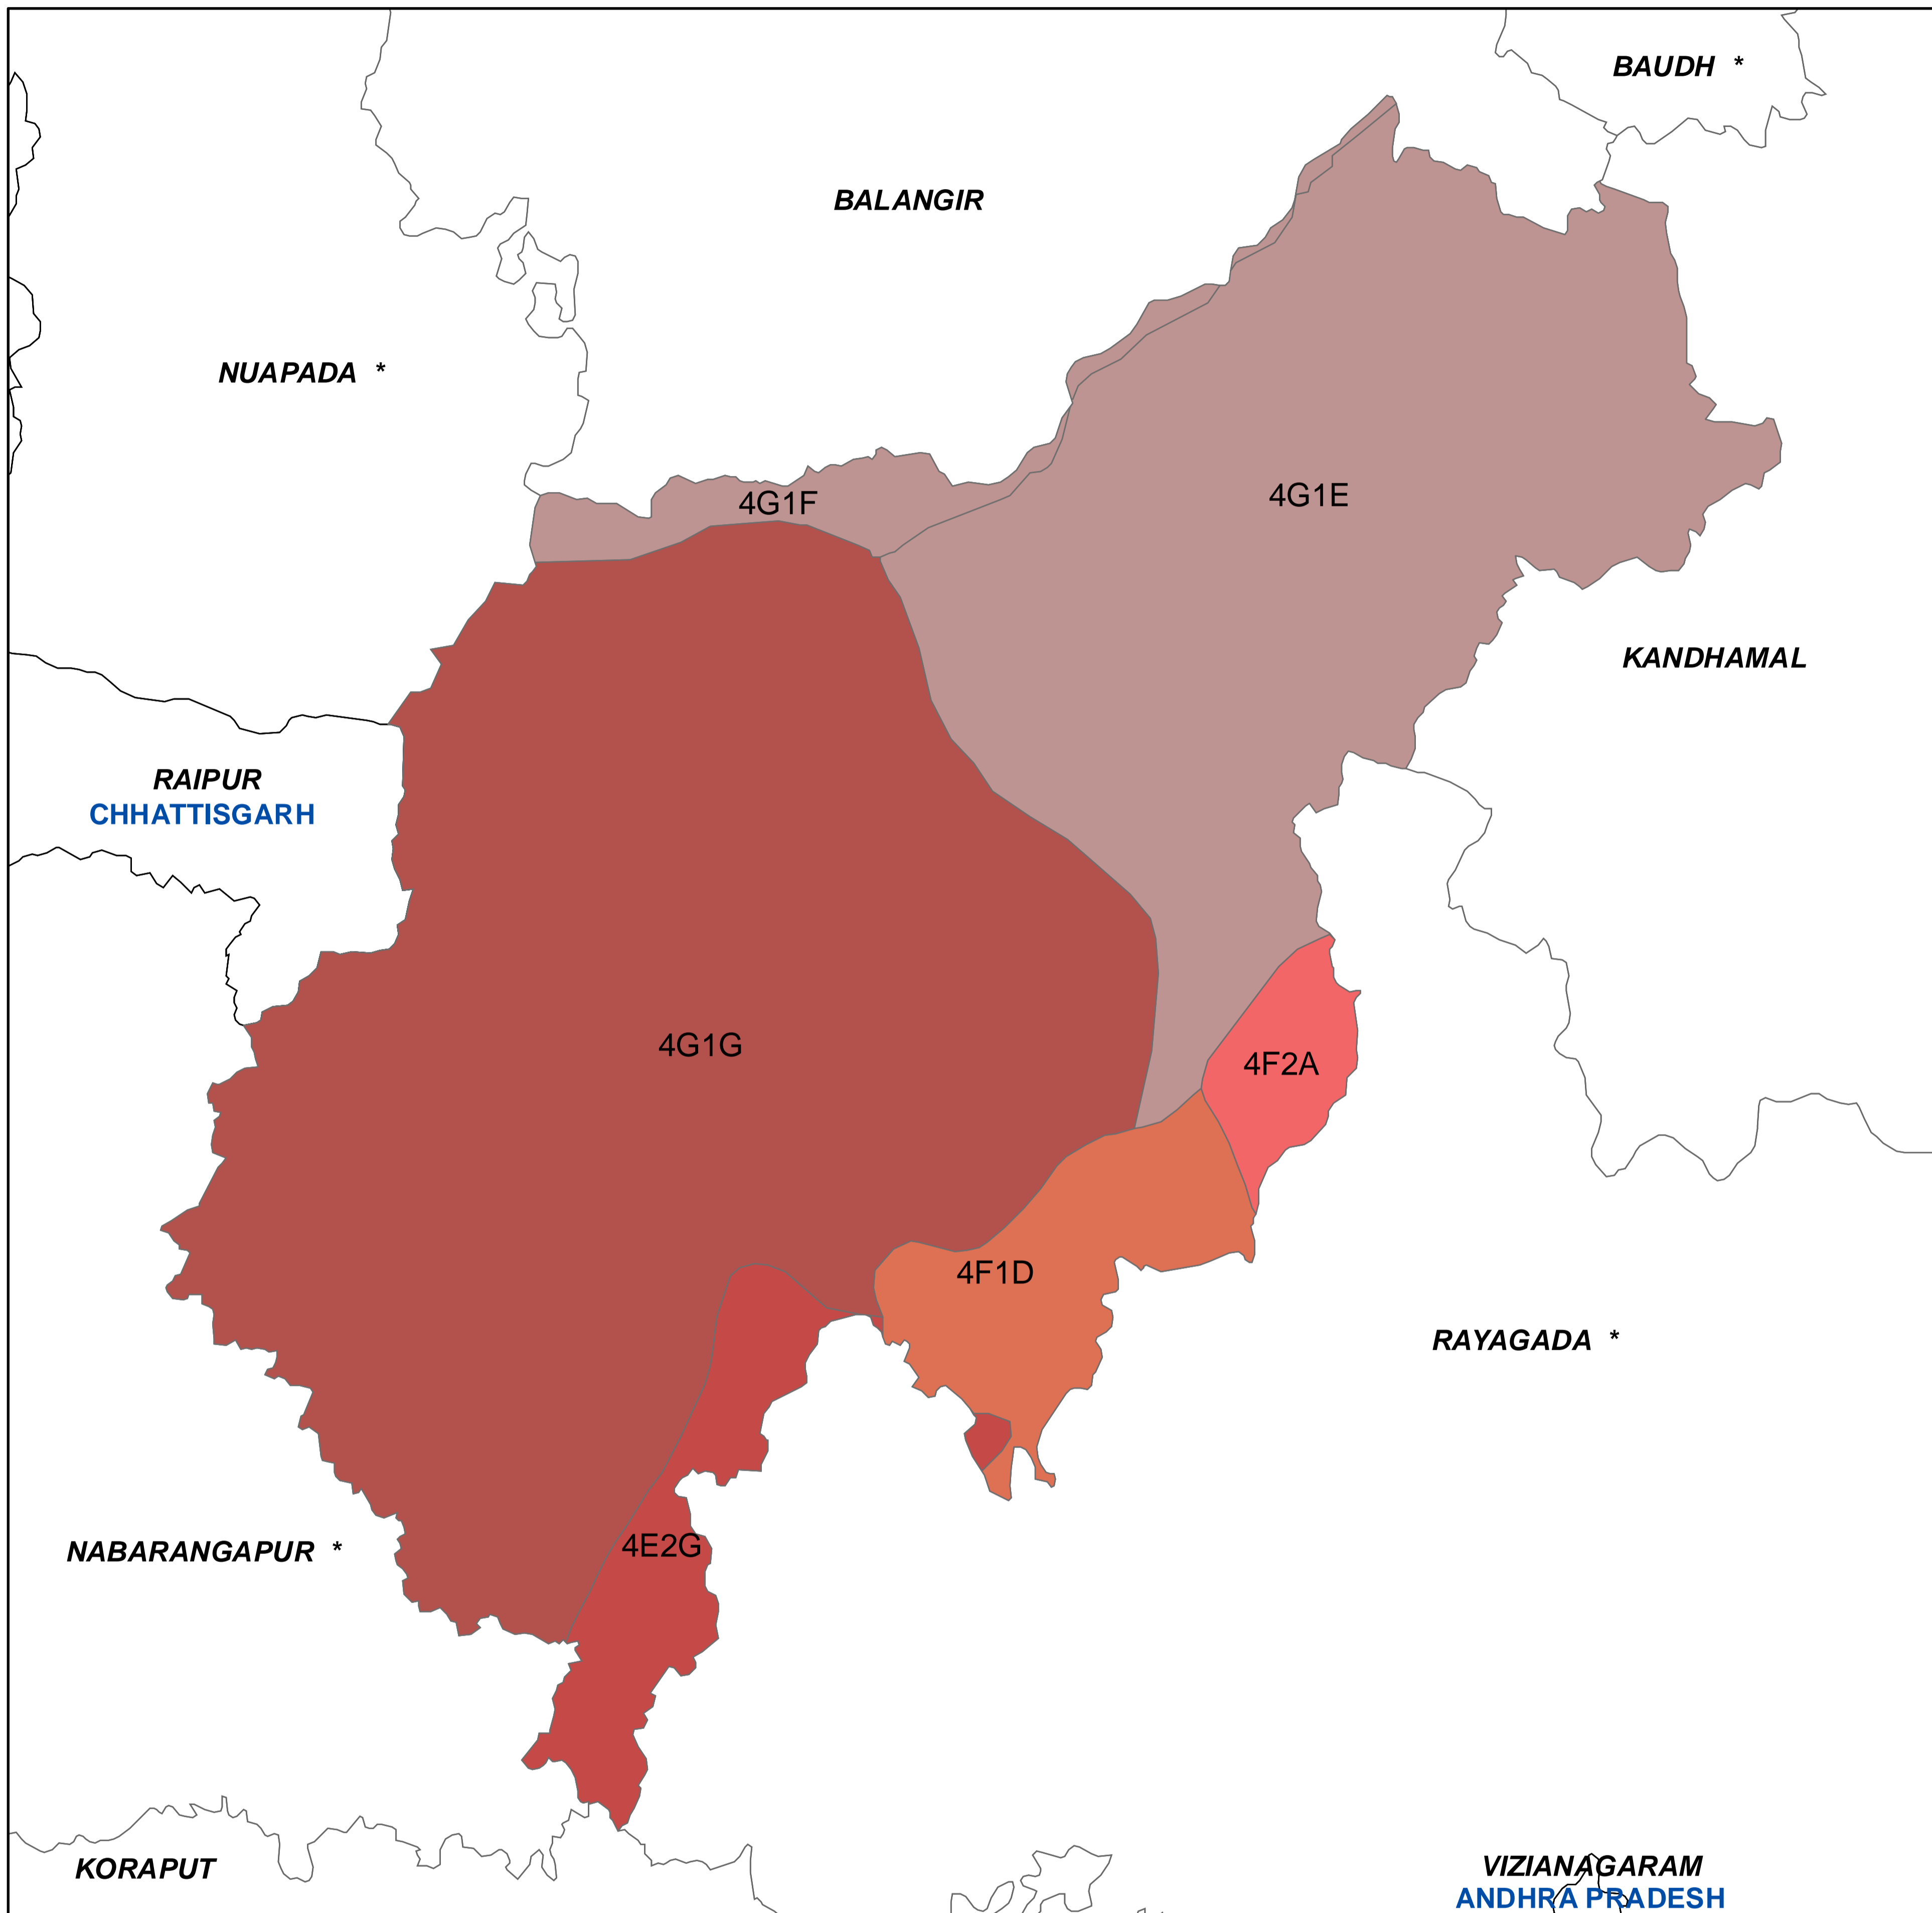 BAUDH *
BALANGIR
NUAPADA *
4G1F
4G1E
KANDHAMAL
RAIPUR
CHHATTISGARH
4G1G
4F2A
4F1D
RAYAGADA *
4E2G
NABARANGAPUR *
KORAPUT
VIZIANAGARAM
ANDHRA PRADESH